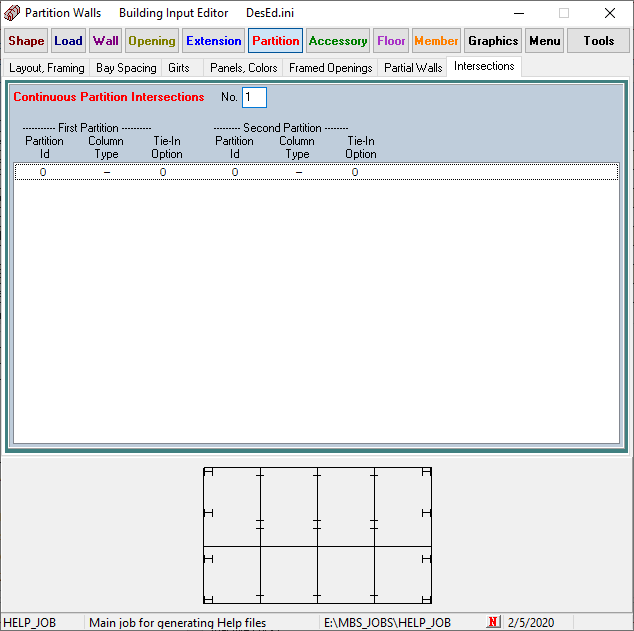 Partition Walls Building Input Editor DesEd.ini
Shape Load Wall Opening Extension Partition Accessory Floor Member Graphics Menu Tools
Layout, Framing Bay Spacing Girts Panels, Colors Framed Openings Partial Walls Intersections
Continuous Partition Intersections No. 1
----------- First Partition ---------- --------- Second Partition --------
Partition Column Tie-In Partition Column Tie-In
Id Type Option Id Type Option
0 – 0 0 – 0
HELP_JOB Main job for generating Help files E:\MBS_JOBS\HELP_JOB N 2/5/2020